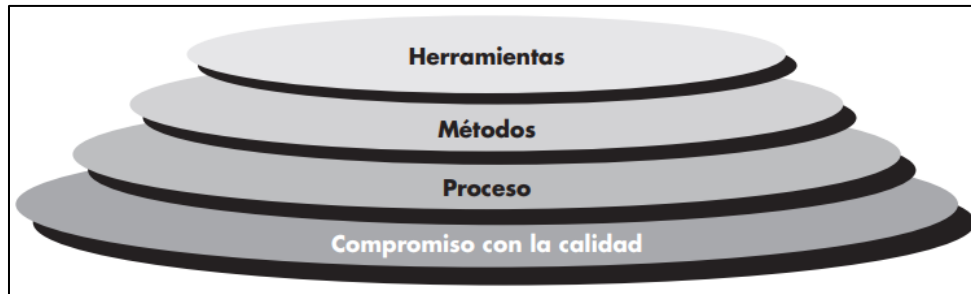 Herramientas
Métodos
Proceso
Compromiso con la calidad